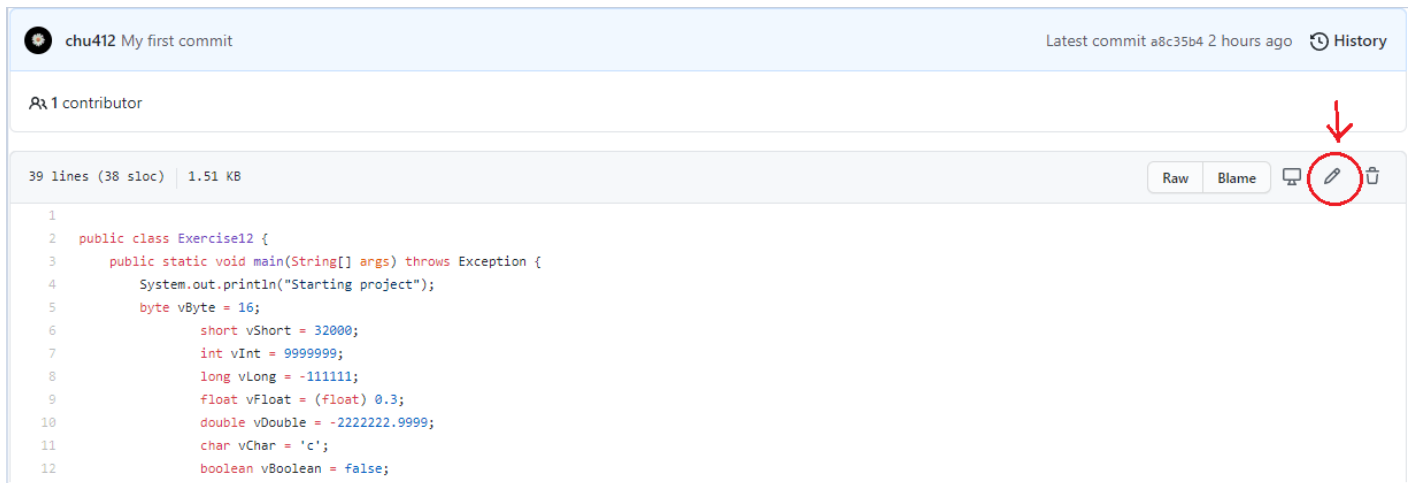 chu412 My first commit Latest commit a8c35b4 2 hours ago History
1 contributor
39 lines (38 sloc) 1.51 KB Raw Blame
1
2 public class Exercise12 {
3 public static void main(String[] args) throws Exception {
4 System.out.println("Starting project");
5 byte vByte = 16;
6 short vShort = 32000;
7 int vInt = 9999999;
8 long vLong = -111111;
9 float vFloat = (float) 0.3;
10 double vDouble = -2222222.9999;
11 char vChar = 'c';
12 boolean vBoolean = false;